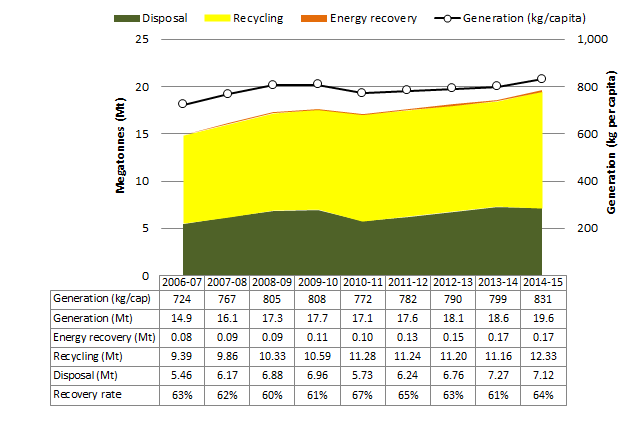 Disposal Recycling Energy recovery Generation (kg/capita)
25 1,000
20 800
15 600
10 400
5 200
0
Megatonnes (Mt)
Generation (kg per capita)
2006-07 2007-08 2008-09 2009-10 2010-11 2011-12 2012-13 2013-14 2014-15
Generation (kg/cap) 724 767 805 808 772 782 790 799 831
Generation (Mt) 14.9 16.1 17.3 17.7 17.1 17.6 18.1 18.6 19.6
Energy recovery (Mt) 0.08 0.09 0.09 0.11 0.10 0.13 0.15 0.17 0.17
Recycling (Mt) 9.39 9.86 10.33 10.59 11.28 11.24 11.20 11.16 12.33
Disposal (Mt) 5.46 6.17 6.88 6.96 5.73 6.24 6.76 7.27 7.12
Recovery rate 63% 62% 60% 61% 67% 65% 63% 61% 64%